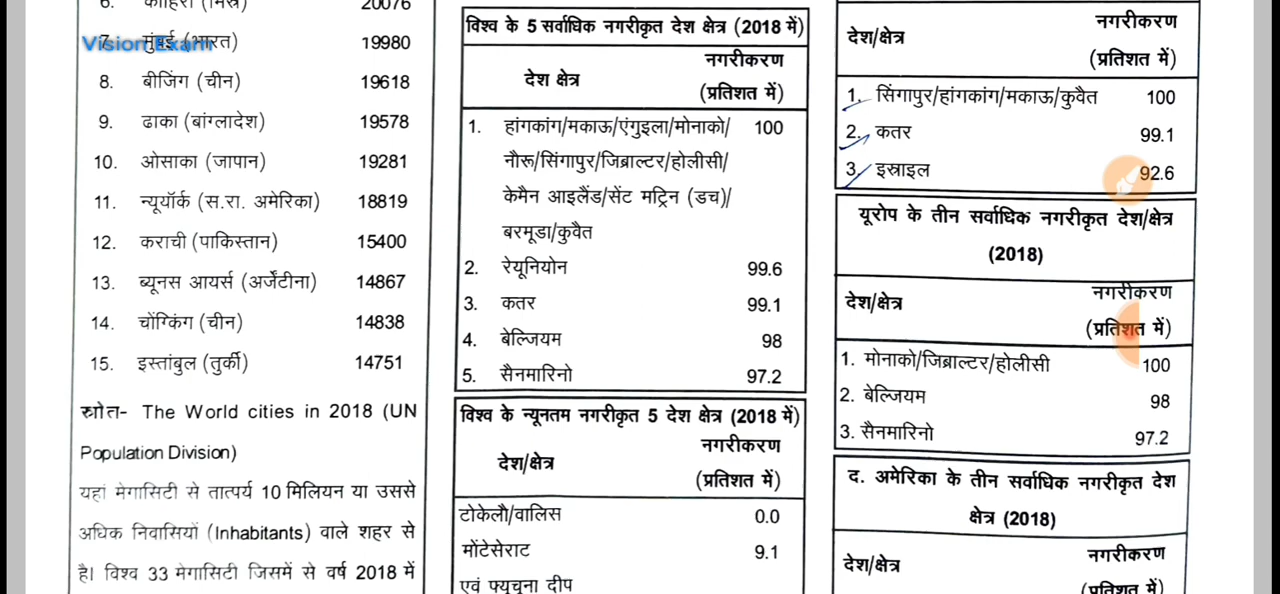 6. काहिरा (मिस्र) 20076
7. मुंबई (भारत) 19980
Vision Exam
8. बीजिंग (चीन) 19618
9. ढाका (बांग्लादेश) 19578
10. ओसाका (जापान) 19281
11. न्यूयॉर्क (स.रा. अमेरिका) 18819
12. कराची (पाकिस्तान) 15400
13. ब्यूनस आयर्स (अर्जेंटीना) 14867
14. चोंग्किंग (चीन) 14838
15. इस्तांबुल (तुर्की) 14751
स्रोत- The World cities in 2018 (UN
Population Division)
यहां मेगासिटी से तात्पर्य 10 मिलियन या उससे
अधिक निवासियों (Inhabitants) वाले शहर से
है। विश्व 33 मेगासिटी जिसमें से वर्ष 2018 में
विश्व के 5 सर्वाधिक नगरीकृत देश क्षेत्र (2018 में)
देश क्षेत्र नगरीकरण
(प्रतिशत में)
1. हांगकांग/मकाऊ/एंगुइला/मोनाको/ 100
नौरू/सिंगापुर/जिब्राल्टर/होलीसी/
केमैन आइलैंड/सेंट मट्रिन (डच)/
बरमूडा/कुवैत
2. रेयूनियोन 99.6
3. कतर 99.1
4. बेल्जियम 98
5. सैनमारिनो 97.2
विश्व के न्यूनतम नगरीकृत 5 देश क्षेत्र (2018 में)
देश/क्षेत्र नगरीकरण
(प्रतिशत में)
टोकेलौ/वालिस 0.0
मोंटेसेराट 9.1
एवं फ्यूचुना दीप
देश/क्षेत्र नगरीकरण
(प्रतिशत में)
1. सिंगापुर/हांगकांग/मकाऊ/कुवैत 100
2. कतर 99.1
3. इस्राइल 92.6
यूरोप के तीन सर्वाधिक नगरीकृत देश/क्षेत्र
(2018)
देश/क्षेत्र नगरीकरण
(प्रतिशत में)
1. मोनाको/जिब्राल्टर/होलीसी 100
2. बेल्जियम 98
3. सैनमारिनो 97.2
द. अमेरिका के तीन सर्वाधिक नगरीकृत देश
क्षेत्र (2018)
देश/क्षेत्र नगरीकरण
(प्रतिशत में)